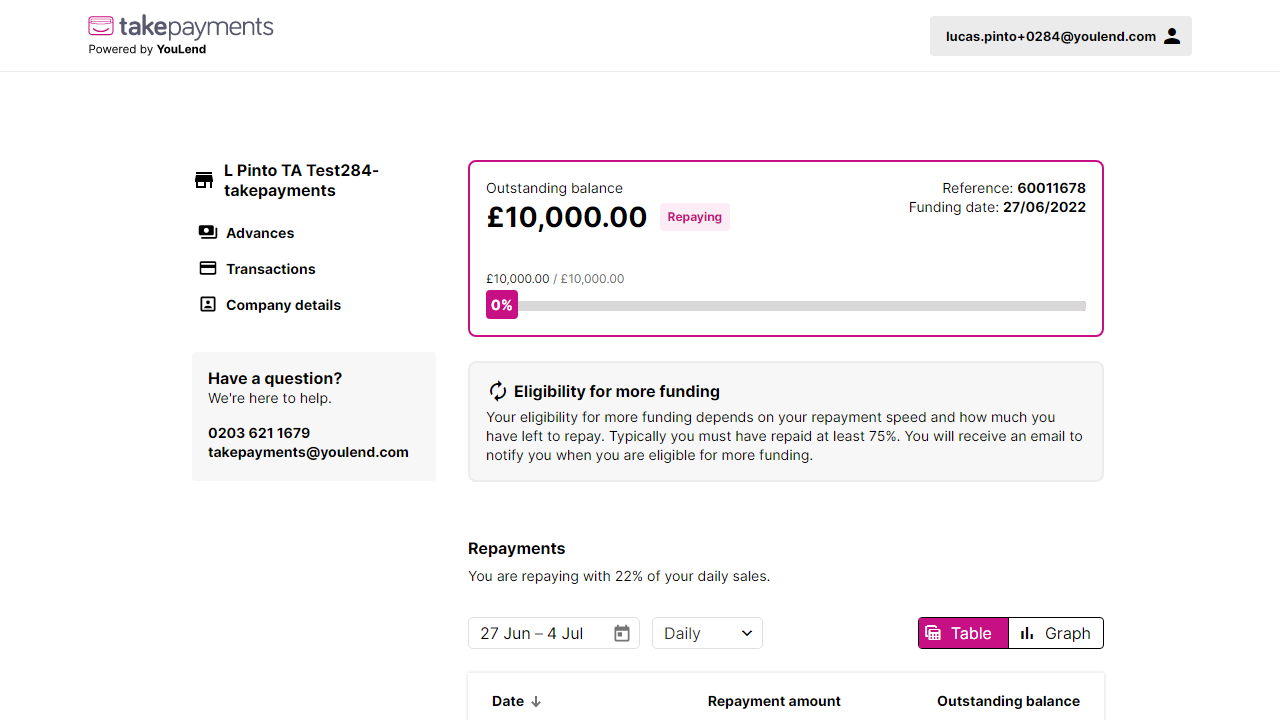 takepayments
Powered by YouLend
lucas.pinto+0284@youlend.com
L Pinto TA Test284-
takepayments
Advances
Transactions
Company details
Have a question?
We're here to help.
0203 621 1679
takepayments@youlend.com
Outstanding balance
£10,000.00 Repaying
Reference: 60011678
Funding date: 27/06/2022
£10,000.00 / £10,000.00
0%
Eligibility for more funding
Your eligibility for more funding depends on your repayment speed and how much you
have left to repay. Typically you must have repaid at least 75%. You will receive an email to
notify you when you are eligible for more funding.
Repayments
You are repaying with 22% of your daily sales.
27 Jun – 4 Jul Daily Table Graph
Date Repayment amount Outstanding balance